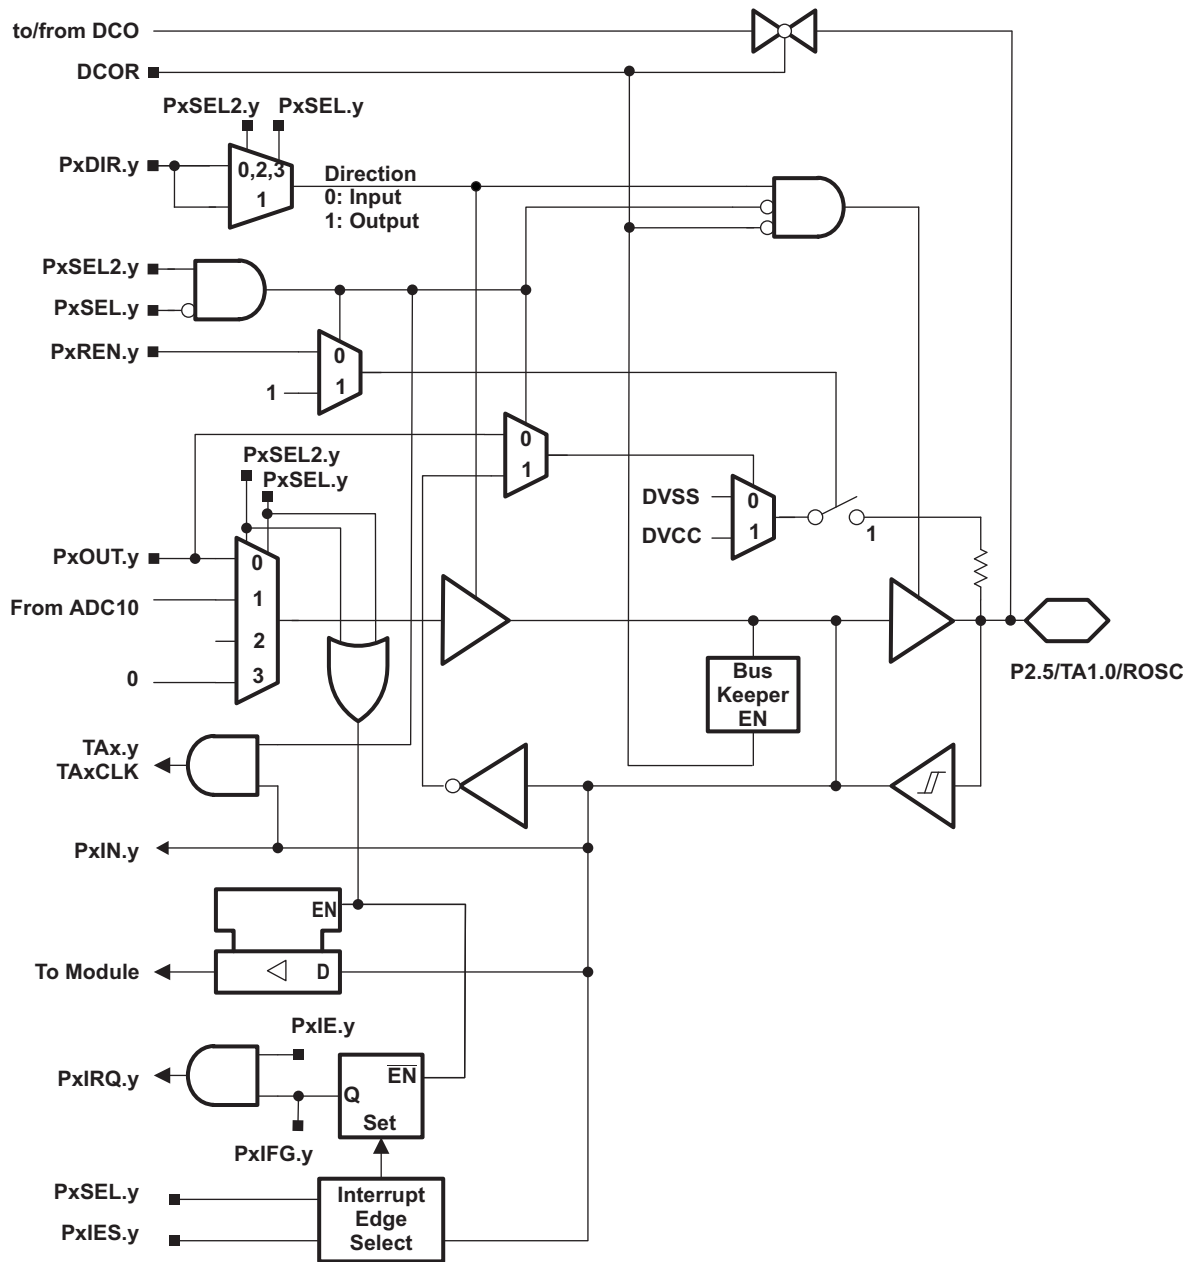 to/from DCO
DCOR
PxSEL2.y PxSEL.y
PxDIR.y
0,2,3
1
Direction
0: Input
1: Output
PxSEL2.y
PxSEL.y
PxREN.y
0
1
1
0
1
PxSEL2.y
PxSEL.y
DVSS
DVCC
0
1
1
PxOUT.y
From ADC10
0
0
1
2
3
Bus
Keeper
EN
P2.5/TA1.0/ROSC
TAx.y
TAxCLK
PxIN.y
EN
To Module
D
PxIE.y
PxIRQ.y
EN
Q
Set
PxIFG.y
PxSEL.y
PxIES.y
Interrupt
Edge
Select